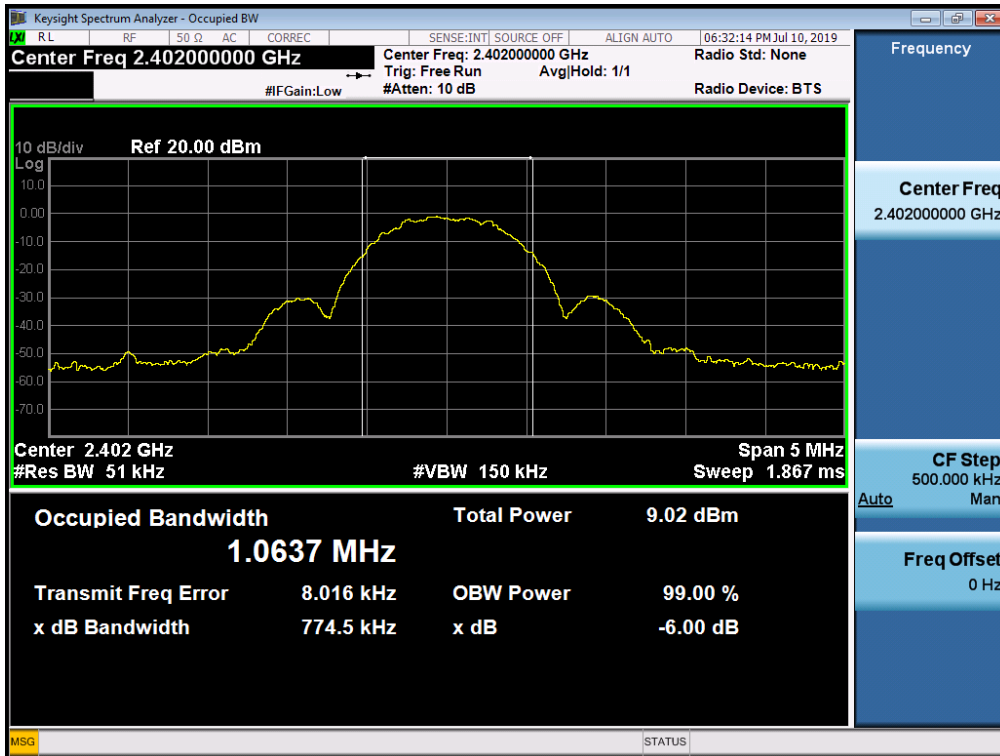 Keysight Spectrum Analyzer - Occupied BW
LXI RL RF 50 Ω AC CORREC SENSE:INT SOURCE OFF ALIGN AUTO 06:32:14 PM Jul 10, 2019
Center Freq 2.402000000 GHz
#IFGain:Low
Center Freq: 2.402000000 GHz
Trig: Free Run Avg|Hold: 1/1
#Atten: 10 dB
Radio Std: None
Radio Device: BTS
10 dB/div Ref 20.00 dBm
Log
10.0
0.00
-10.0
-20.0
-30.0
-40.0
-50.0
-60.0
-70.0
Center 2.402 GHz Span 5 MHz
#Res BW 51 kHz #VBW 150 kHz Sweep 1.867 ms
Occupied Bandwidth Total Power 9.02 dBm
1.0637 MHz
Transmit Freq Error 8.016 kHz OBW Power 99.00 %
x dB Bandwidth 774.5 kHz x dB -6.00 dB
Frequency
Center Freq
2.402000000 GHz
CF Step
500.000 kHz
Auto Man
Freq Offset
0 Hz
MSG STATUS